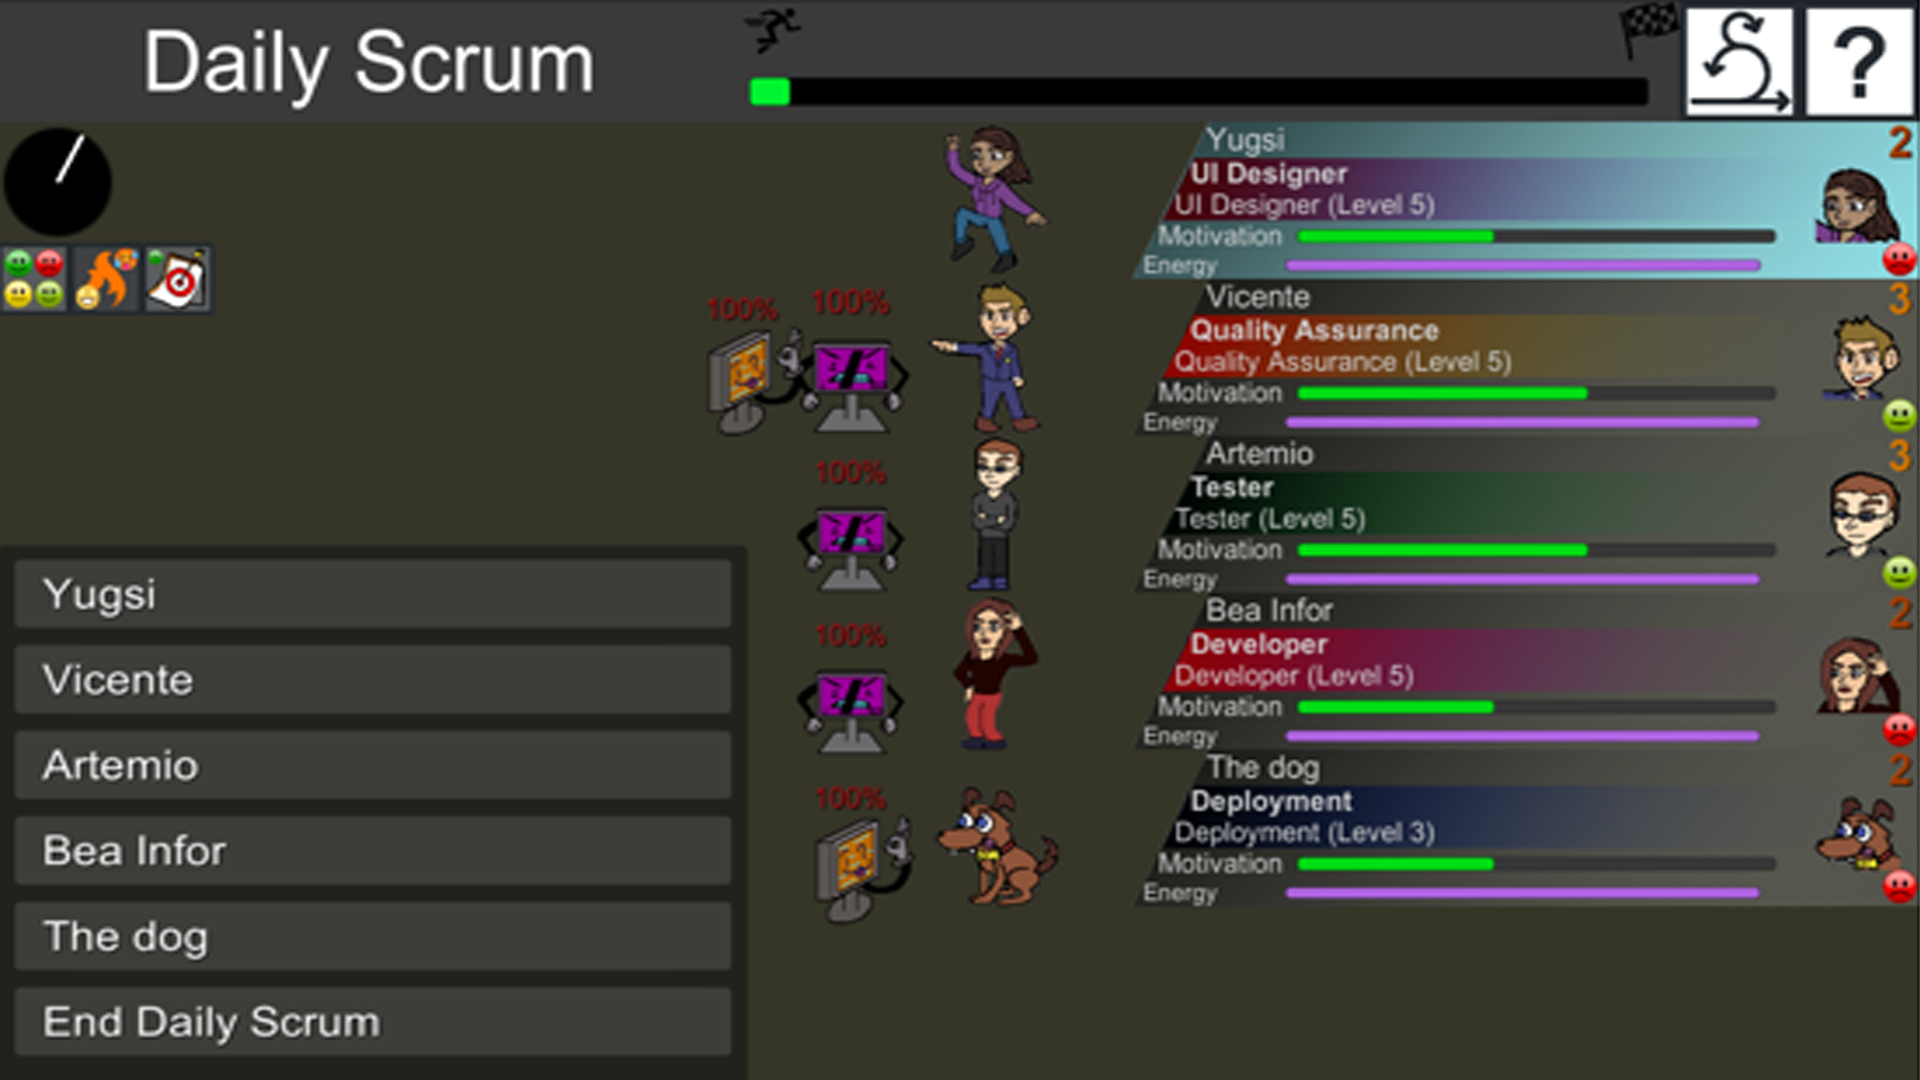 Daily Scrum
?
Yugsi
2
UI Designer
UI Designer (Level 5)
Motivation
Energy
100%
100%
Vicente
3
Quality Assurance
Quality Assurance (Level 5)
Motivation
Energy
100%
Artemio
3
Tester
Tester (Level 5)
Motivation
Energy
100%
Bea Infor
2
Developer
Developer (Level 5)
Motivation
Energy
100%
The dog
2
Deployment
Deployment (Level 3)
Motivation
Energy
Yugsi
Vicente
Artemio
Bea Infor
The dog
End Daily Scrum